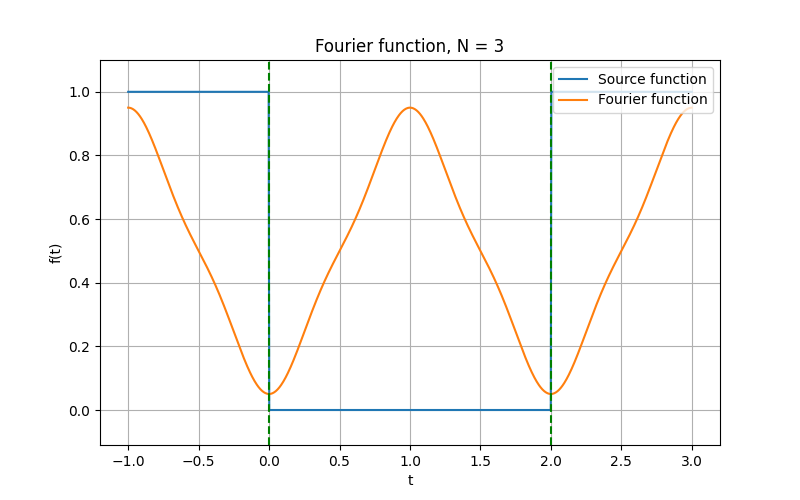 Fourier function, N = 3
Source function
Fourier function
f(t)
1.0
0.8
0.6
0.4
0.2
0.0
−1.0 −0.5 0.0 0.5 1.0 1.5 2.0 2.5 3.0
t